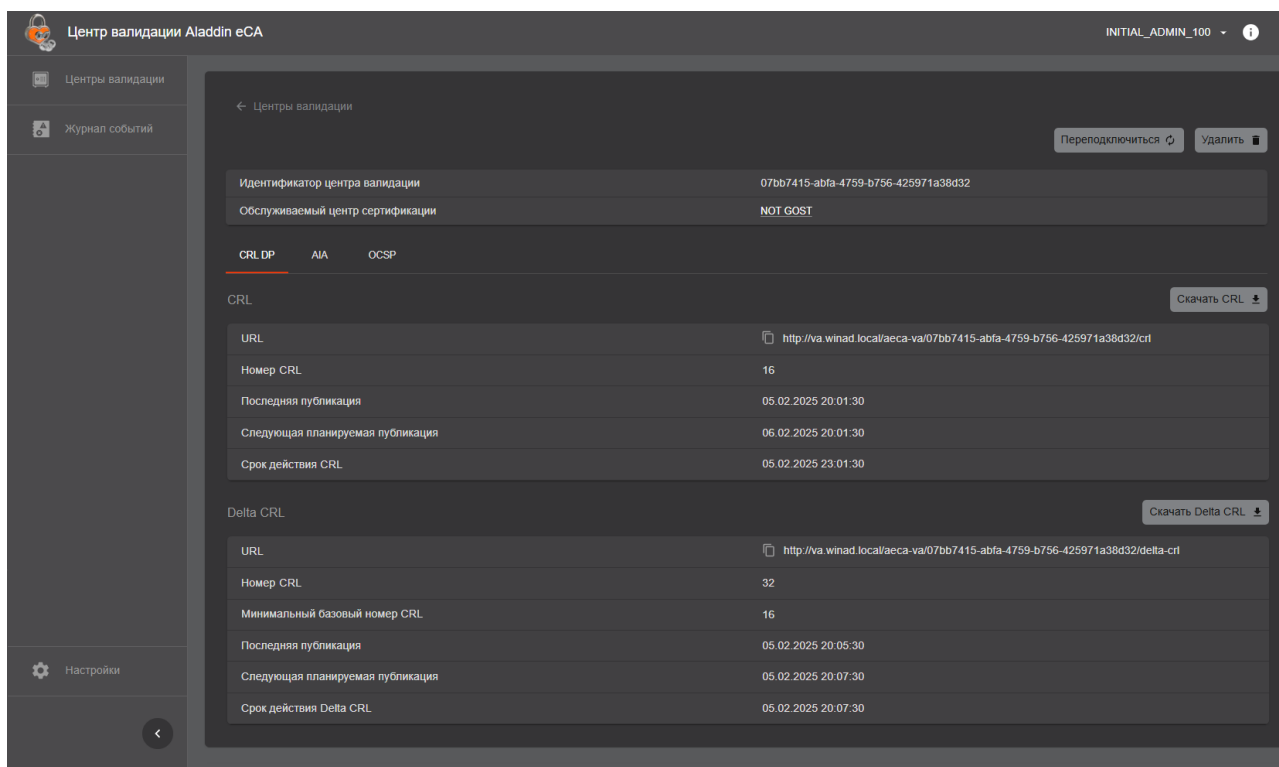 Центр валидации Aladdin eCA
INITIAL_ADMIN_100
Центры валидации
Журнал событий
Центры валидации
Переподключиться
Удалить
Идентификатор центра валидации 07bb7415-abfa-4759-b756-425971a38d32
Обслуживаемый центр сертификации NOT GOST
CRL DP AIA OCSP
CRL
Скачать CRL
URL http://va.winad.local/aeca-va/07bb7415-abfa-4759-b756-425971a38d32/crl
Номер CRL 16
Последняя публикация 05.02.2025 20:01:30
Следующая планируемая публикация 06.02.2025 20:01:30
Срок действия CRL 05.02.2025 23:01:30
Delta CRL
Скачать Delta CRL
URL http://va.winad.local/aeca-va/07bb7415-abfa-4759-b756-425971a38d32/delta-crl
Номер CRL 32
Минимальный базовый номер CRL 16
Последняя публикация 05.02.2025 20:05:30
Следующая планируемая публикация 05.02.2025 20:07:30
Срок действия Delta CRL 05.02.2025 20:07:30
Настройки